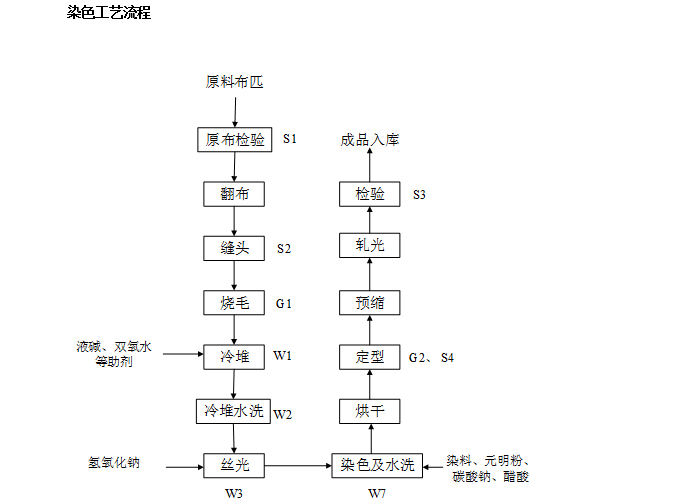 染色工艺流程
原料布匹
原布检验 S1
翻布
缝头 S2
烧毛 G1
液碱、双氧水
等助剂
冷堆 W1
冷堆水洗 W2
氢氧化钠
丝光
W3
染色及水洗
W7
染料、元明粉、
碳酸钠、醋酸
烘干
定型 G2、S4
预缩
轧光
检验 S3
成品入库